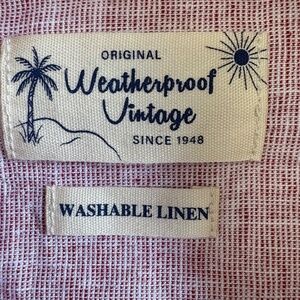 ORIGINAL
Weatherproof
Vintage
SINCE 1948
WASHABLE LINEN